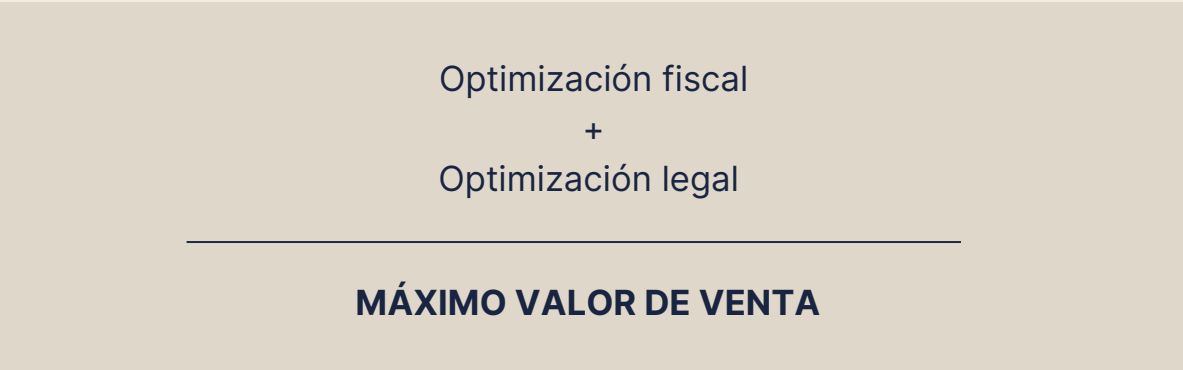 Optimización fiscal
+
Optimización legal
MÁXIMO VALOR DE VENTA